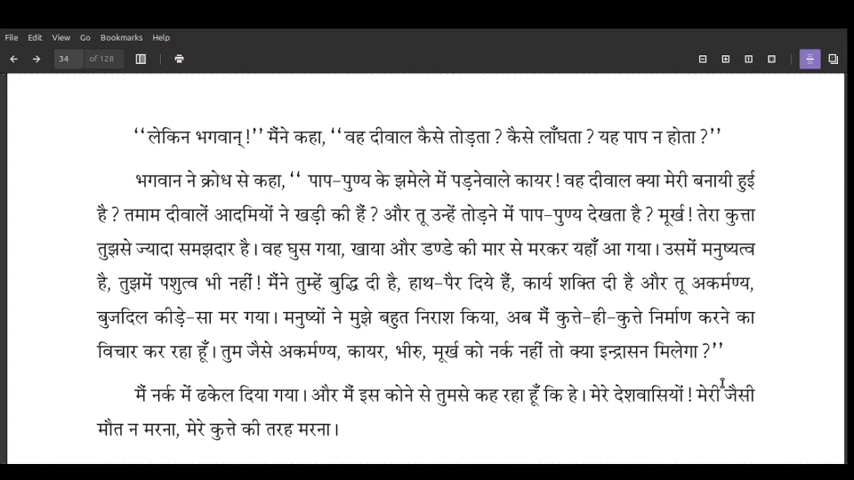 File Edit View Go Bookmarks Help
34 of 128
‘‘लेकिन भगवान् !’’ मैंने कहा, ‘‘वह दीवाल कैसे तोड़ता ? कैसे लाँघता ? यह पाप न होता ?’’
भगवान ने क्रोध से कहा, ‘‘ पाप-पुण्य के झमेले में पड़नेवाले कायर ! वह दीवाल क्या मेरी बनायी हुई
है ? तमाम दीवालें आदमियों ने खड़ी की हैं ? और तू उन्हें तोड़ने में पाप-पुण्य देखता है ? मूर्ख ! तेरा कुत्ता
तुझसे ज्यादा समझदार है। वह घुस गया, खाया और डण्डे की मार से मरकर यहाँ आ गया। उसमें मनुष्यत्व
है, तुझमें पशुत्व भी नहीं ! मैंने तुम्हें बुद्धि दी है, हाथ-पैर दिये हैं, कार्य शक्ति दी है और तू अकर्मण्य,
बुजदिल कीड़े-सा मर गया। मनुष्यों ने मुझे बहुत निराश किया, अब मैं कुत्ते-ही-कुत्ते निर्माण करने का
विचार कर रहा हूँ। तुम जैसे अकर्मण्य, कायर, भीरु, मूर्ख को नर्क नहीं तो क्या इन्द्रासन मिलेगा ?’’
मैं नर्क में ढकेल दिया गया। और मैं इस कोने से तुमसे कह रहा हूँ कि हे। मेरे देशवासियों ! मेरी जैसी
मौत न मरना, मेरे कुत्ते की तरह मरना।